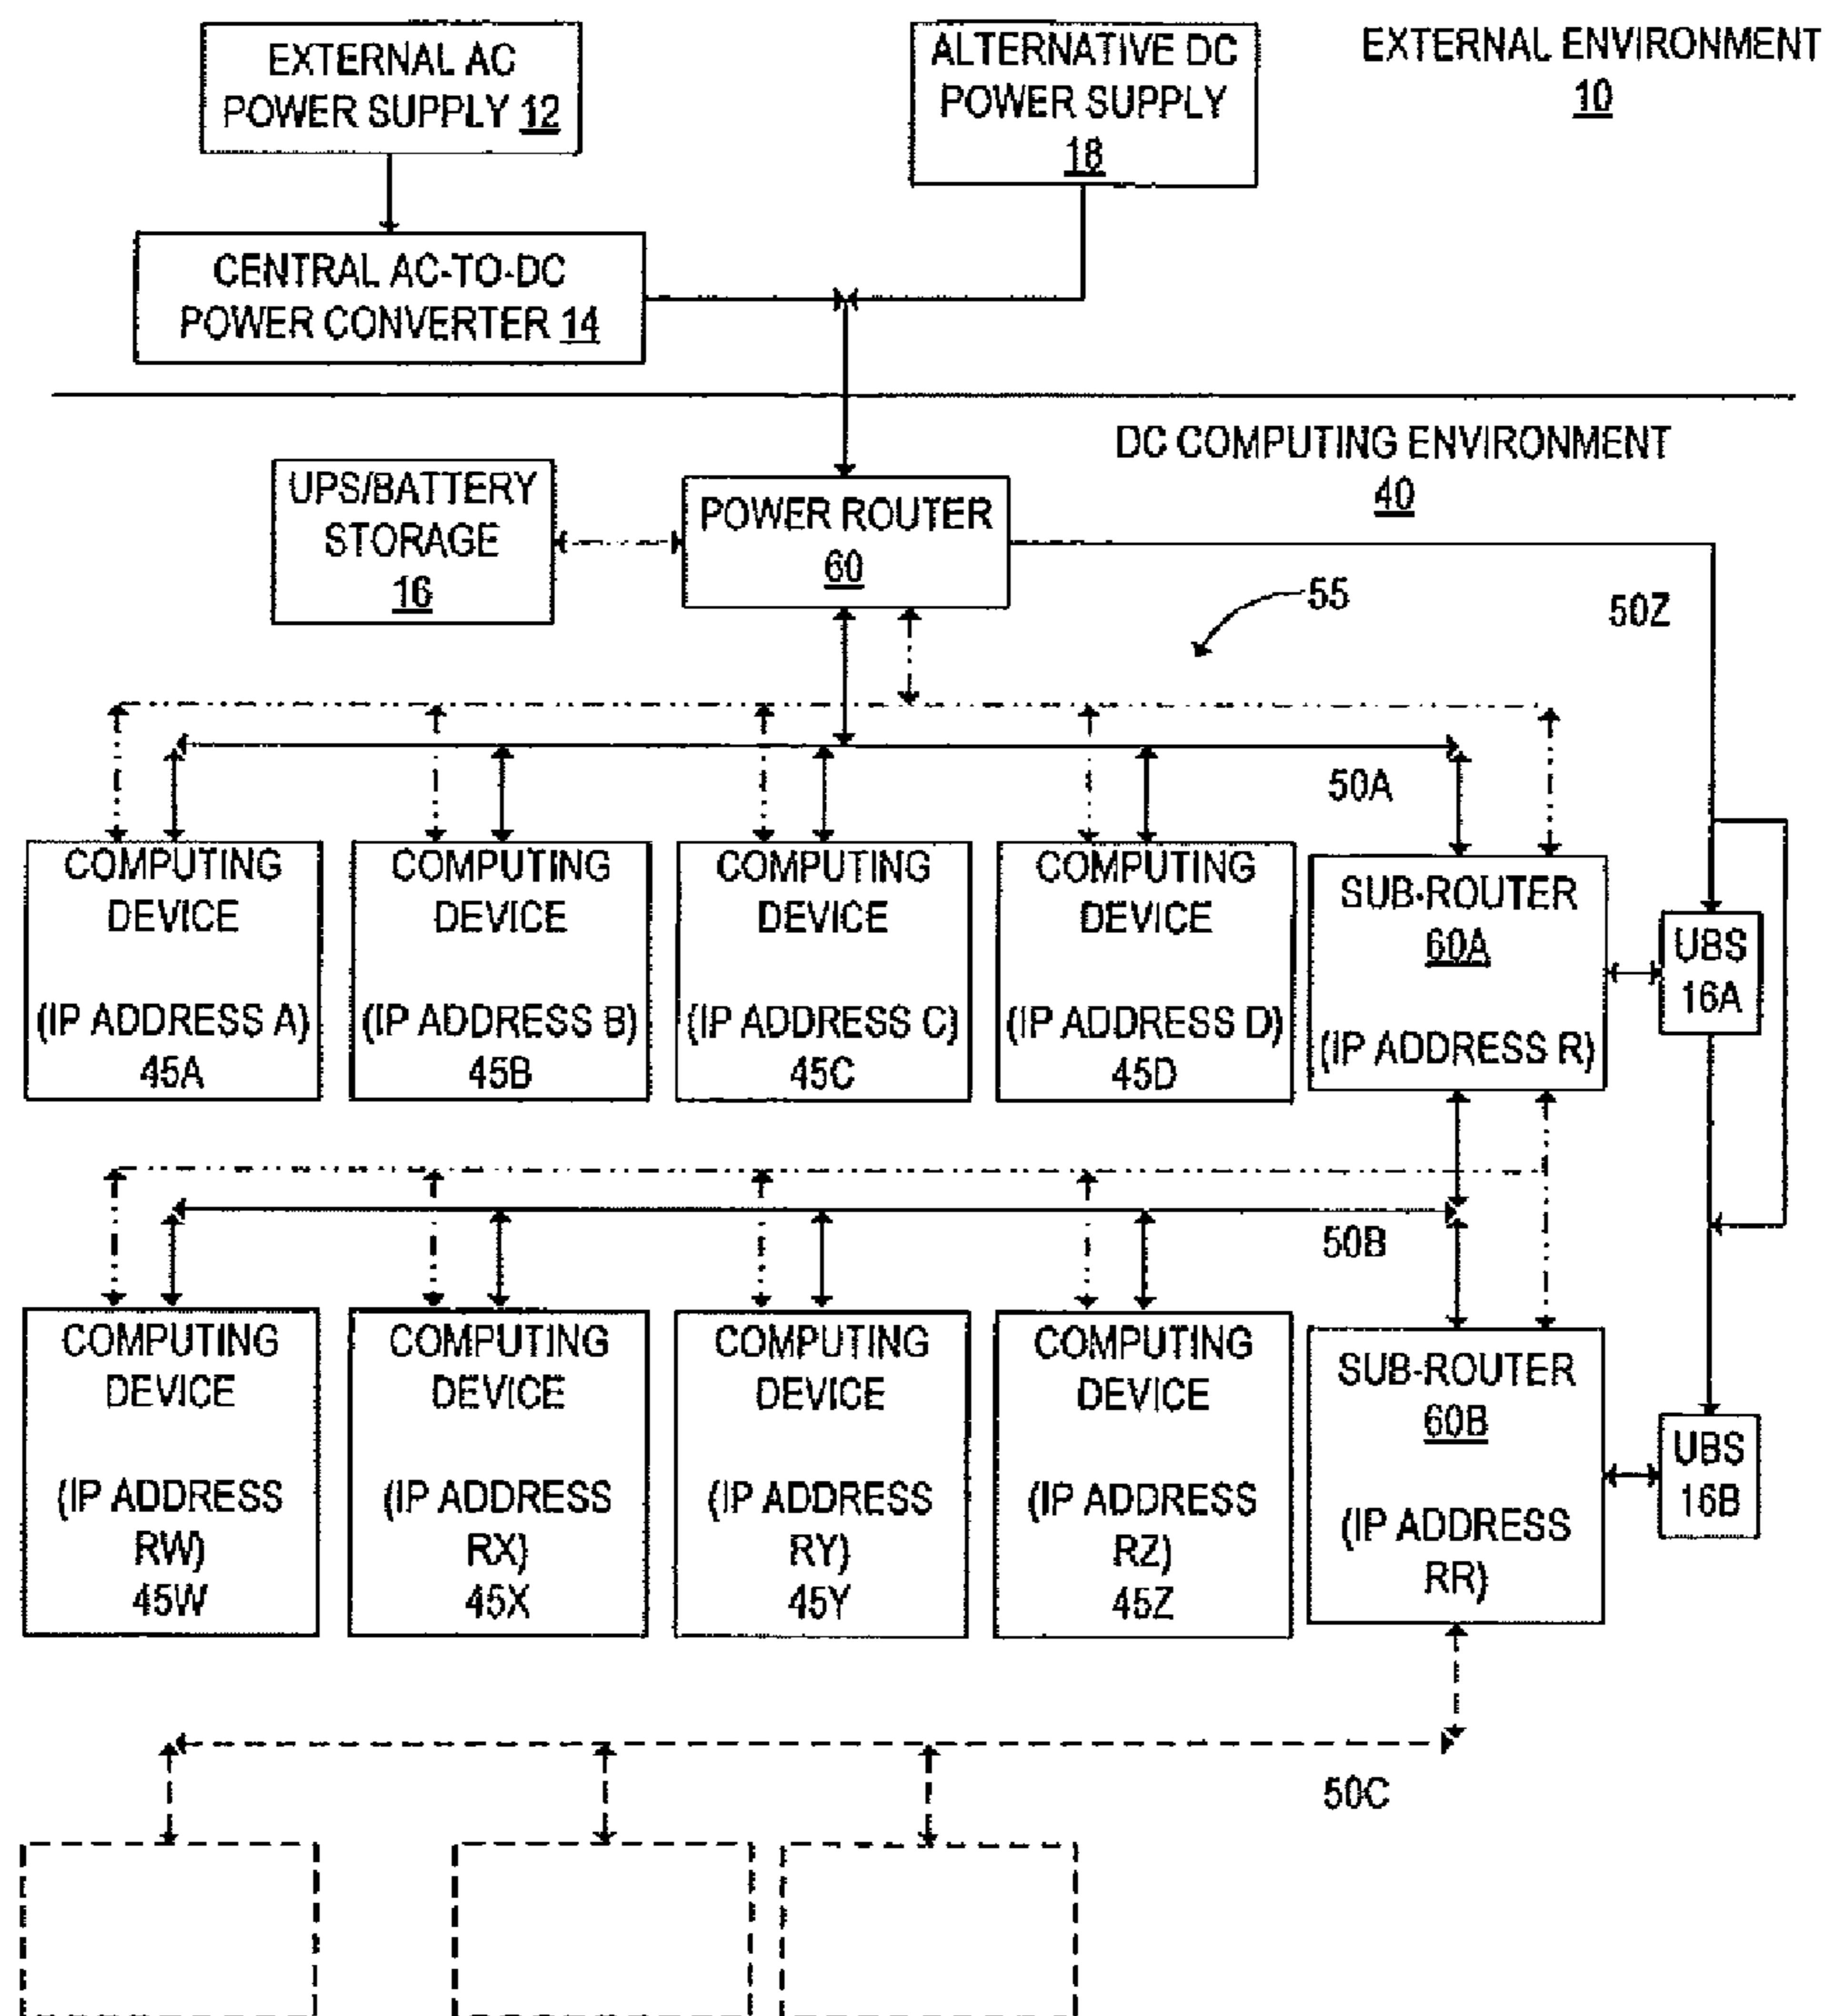 EXTERNAL AC
POWER SUPPLY 12
ALTERNATIVE DC
POWER SUPPLY
18
EXTERNAL ENVIRONMENT
10
CENTRAL AC-TO-DC
POWER CONVERTER 14
DC COMPUTING ENVIRONMENT
40
UPS/BATTERY
STORAGE
16
POWER ROUTER
60
55
50Z
50A
COMPUTING
DEVICE
(IP ADDRESS A)
45A
COMPUTING
DEVICE
(IP ADDRESS B)
45B
COMPUTING
DEVICE
(IP ADDRESS C)
45C
COMPUTING
DEVICE
(IP ADDRESS D)
45D
SUB-ROUTER
60A
(IP ADDRESS R)
UBS
16A
50B
COMPUTING
DEVICE
(IP ADDRESS
RW)
45W
COMPUTING
DEVICE
(IP ADDRESS
RX)
45X
COMPUTING
DEVICE
(IP ADDRESS
RY)
45Y
COMPUTING
DEVICE
(IP ADDRESS
RZ)
45Z
SUB-ROUTER
60B
(IP ADDRESS
RR)
UBS
16B
50C